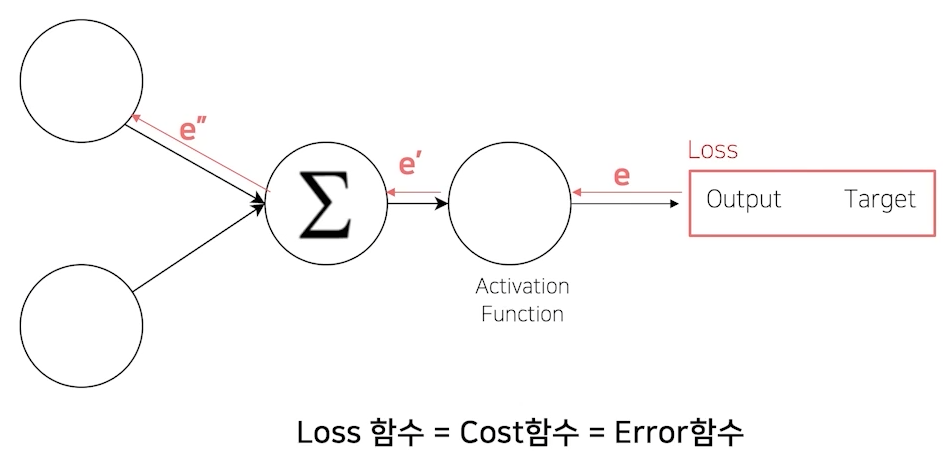 e”
e’
e
Loss
Output Target
Σ
Activation
Function
Loss 함수 = Cost함수 = Error함수